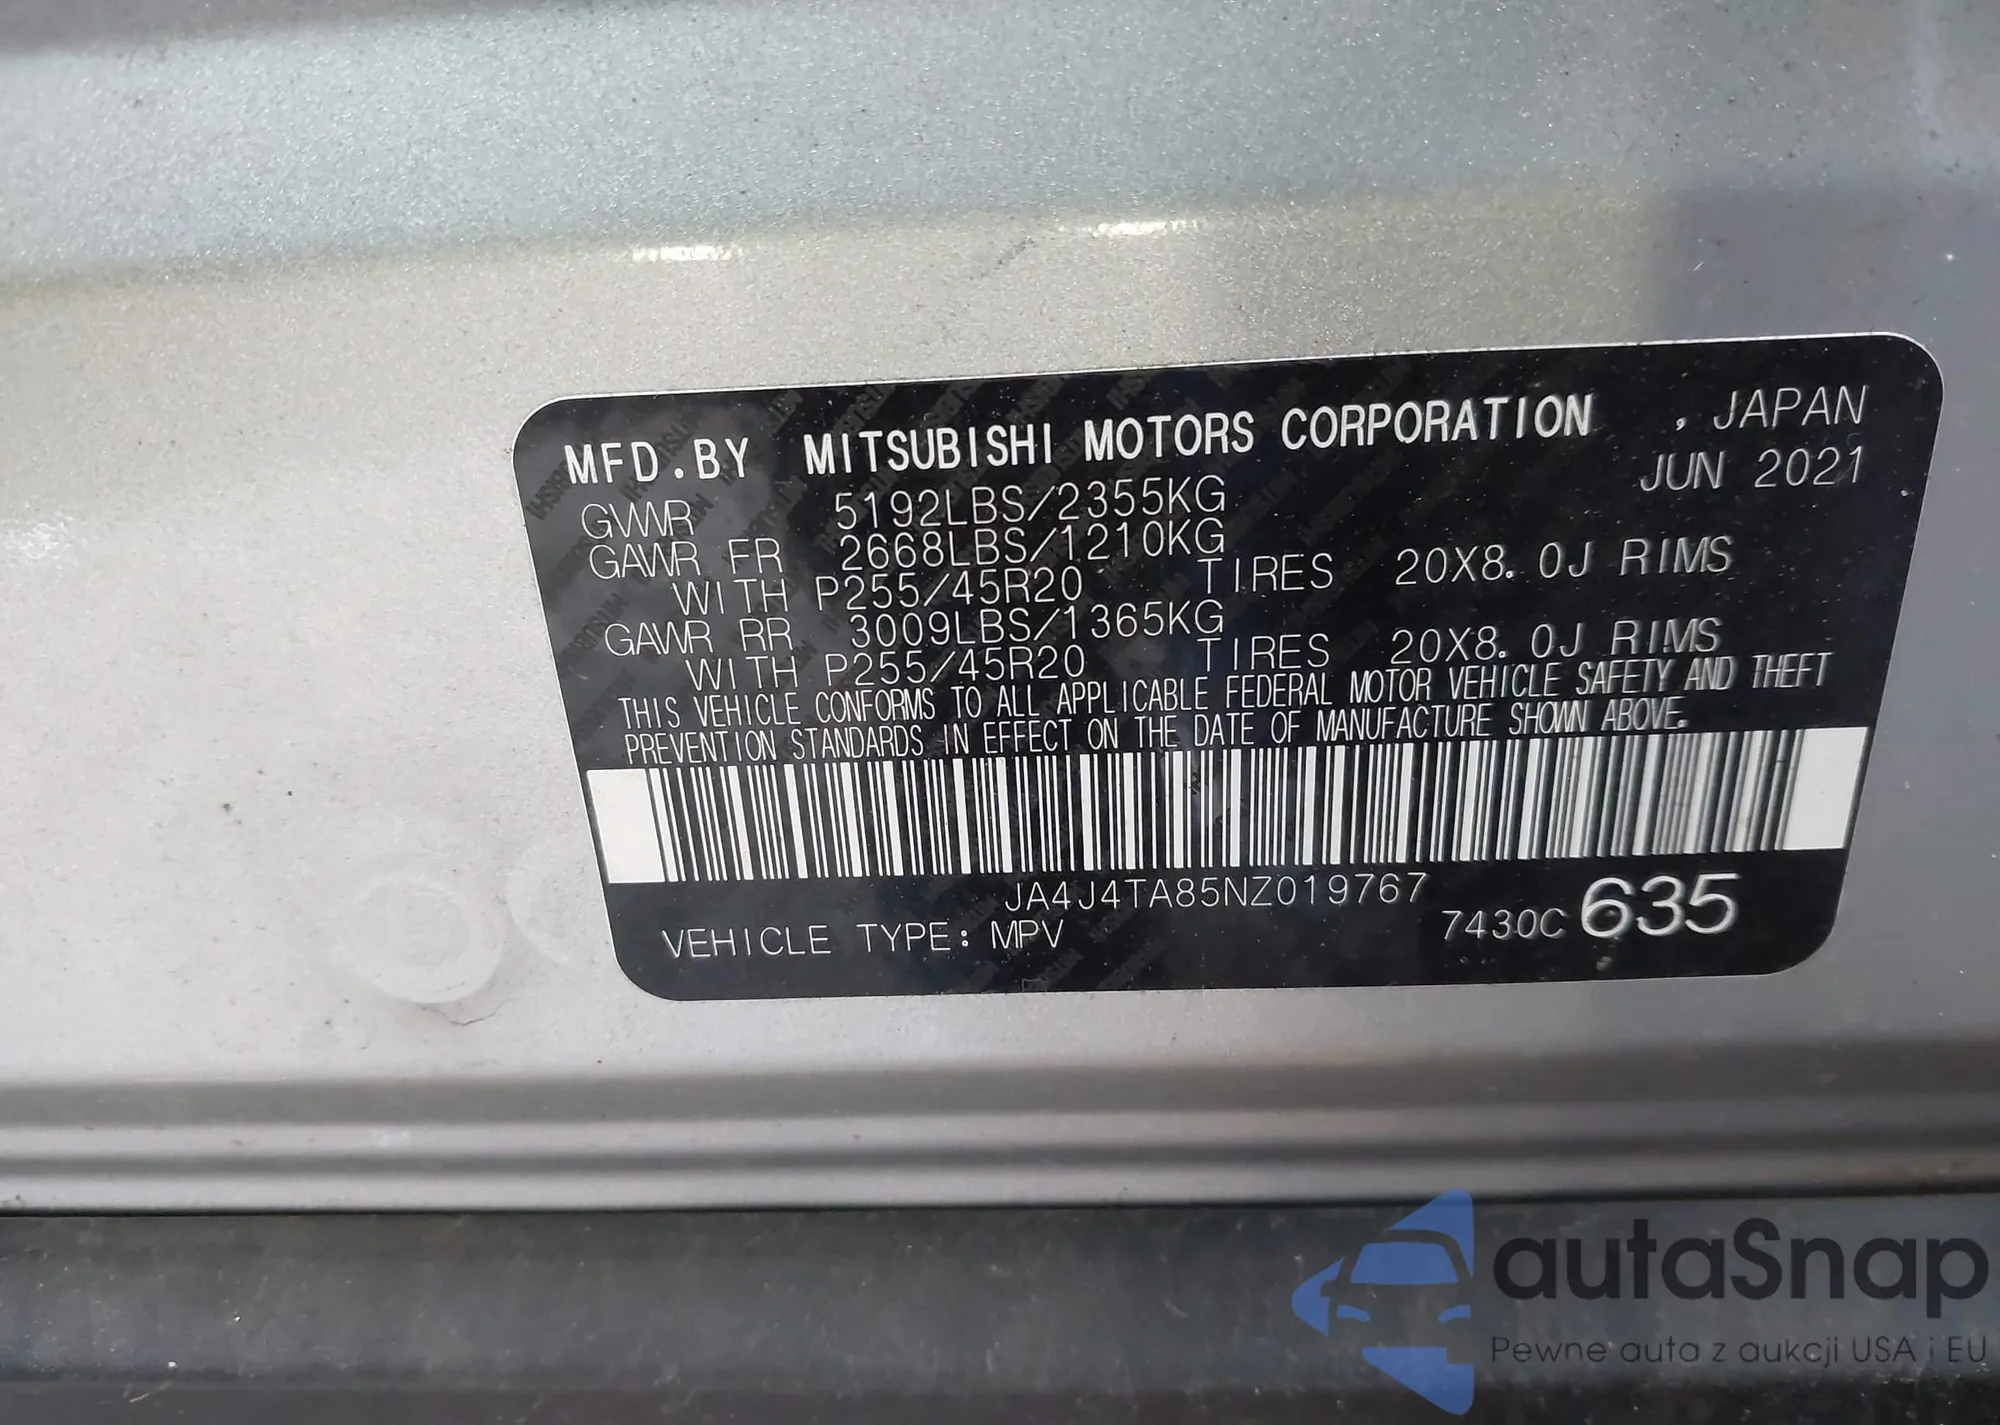 MFD.BY MITSUBISHI MOTORS CORPORATION , JAPAN
JUN 2021
GVWR 5192LBS/2355KG
GAWR FR 2668LBS/1210KG
WITH P255/45R20 TIRES 20X8.0J RIMS
GAWR RR 3009LBS/1365KG
WITH P255/45R20 TIRES 20X8.0J RIMS
THIS VEHICLE CONFORMS TO ALL APPLICABLE FEDERAL MOTOR VEHICLE SAFETY AND THEFT
PREVENTION STANDARDS IN EFFECT ON THE DATE OF MANUFACTURE SHOWN ABOVE.
JA4J4TA85NZ019767
VEHICLE TYPE: MPV 7430C 635
autaSnap
Pewne auta z aukcji USA i EU